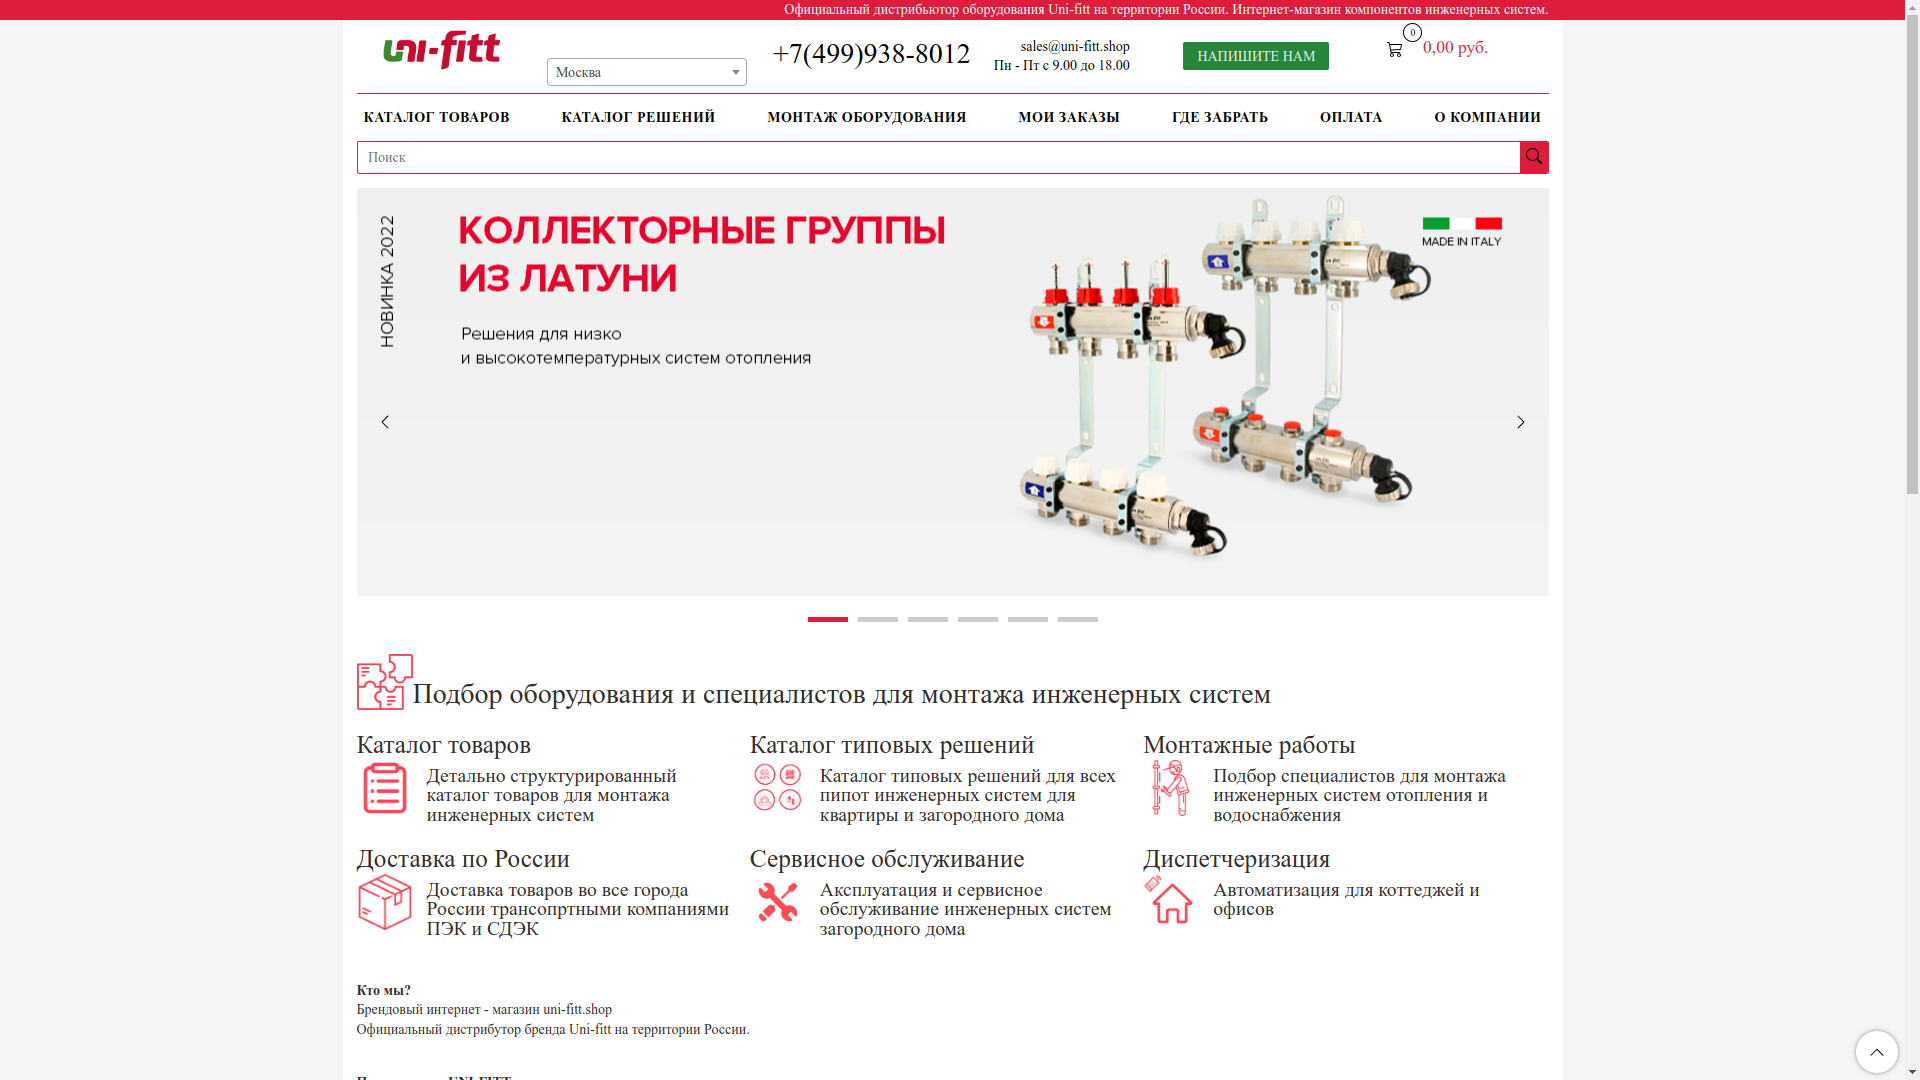 Официальный дистрибьютор оборудования Uni-fitt на территории России. Интернет-магазин компонентов инженерных систем.
uni-fitt
Москва
+7(499)938-8012
sales@uni-fitt.shop
Пн - Пт с 9.00 до 18.00
НАПИШИТЕ НАМ
0
0,00 руб.
КАТАЛОГ ТОВАРОВ
КАТАЛОГ РЕШЕНИЙ
МОНТАЖ ОБОРУДОВАНИЯ
МОИ ЗАКАЗЫ
ГДЕ ЗАБРАТЬ
ОПЛАТА
О КОМПАНИИ
Поиск
НОВИНКА 2022
КОЛЛЕКТОРНЫЕ ГРУППЫ
ИЗ ЛАТУНИ
Решения для низко
и высокотемпературных систем отопления
MADE IN ITALY
Подбор оборудования и специалистов для монтажа инженерных систем
Каталог товаров
Детально структурированный
каталог товаров для монтажа
инженерных систем
Каталог типовых решений
Каталог типовых решений для всех
пипот инженерных систем для
квартиры и загородного дома
Монтажные работы
Подбор специалистов для монтажа
инженерных систем отопления и
водоснабжения
Доставка по России
Доставка товаров во все города
России трансопртными компаниями
ПЭК и СДЭК
Сервисное обслуживание
Аксплуатация и сервисное
обслуживание инженерных систем
загородного дома
Диспетчеризация
Автоматизация для коттеджей и
офисов
Кто мы?
Брендовый интернет - магазин uni-fitt.shop
Официальный дистрибутор бренда Uni-fitt на территории России.